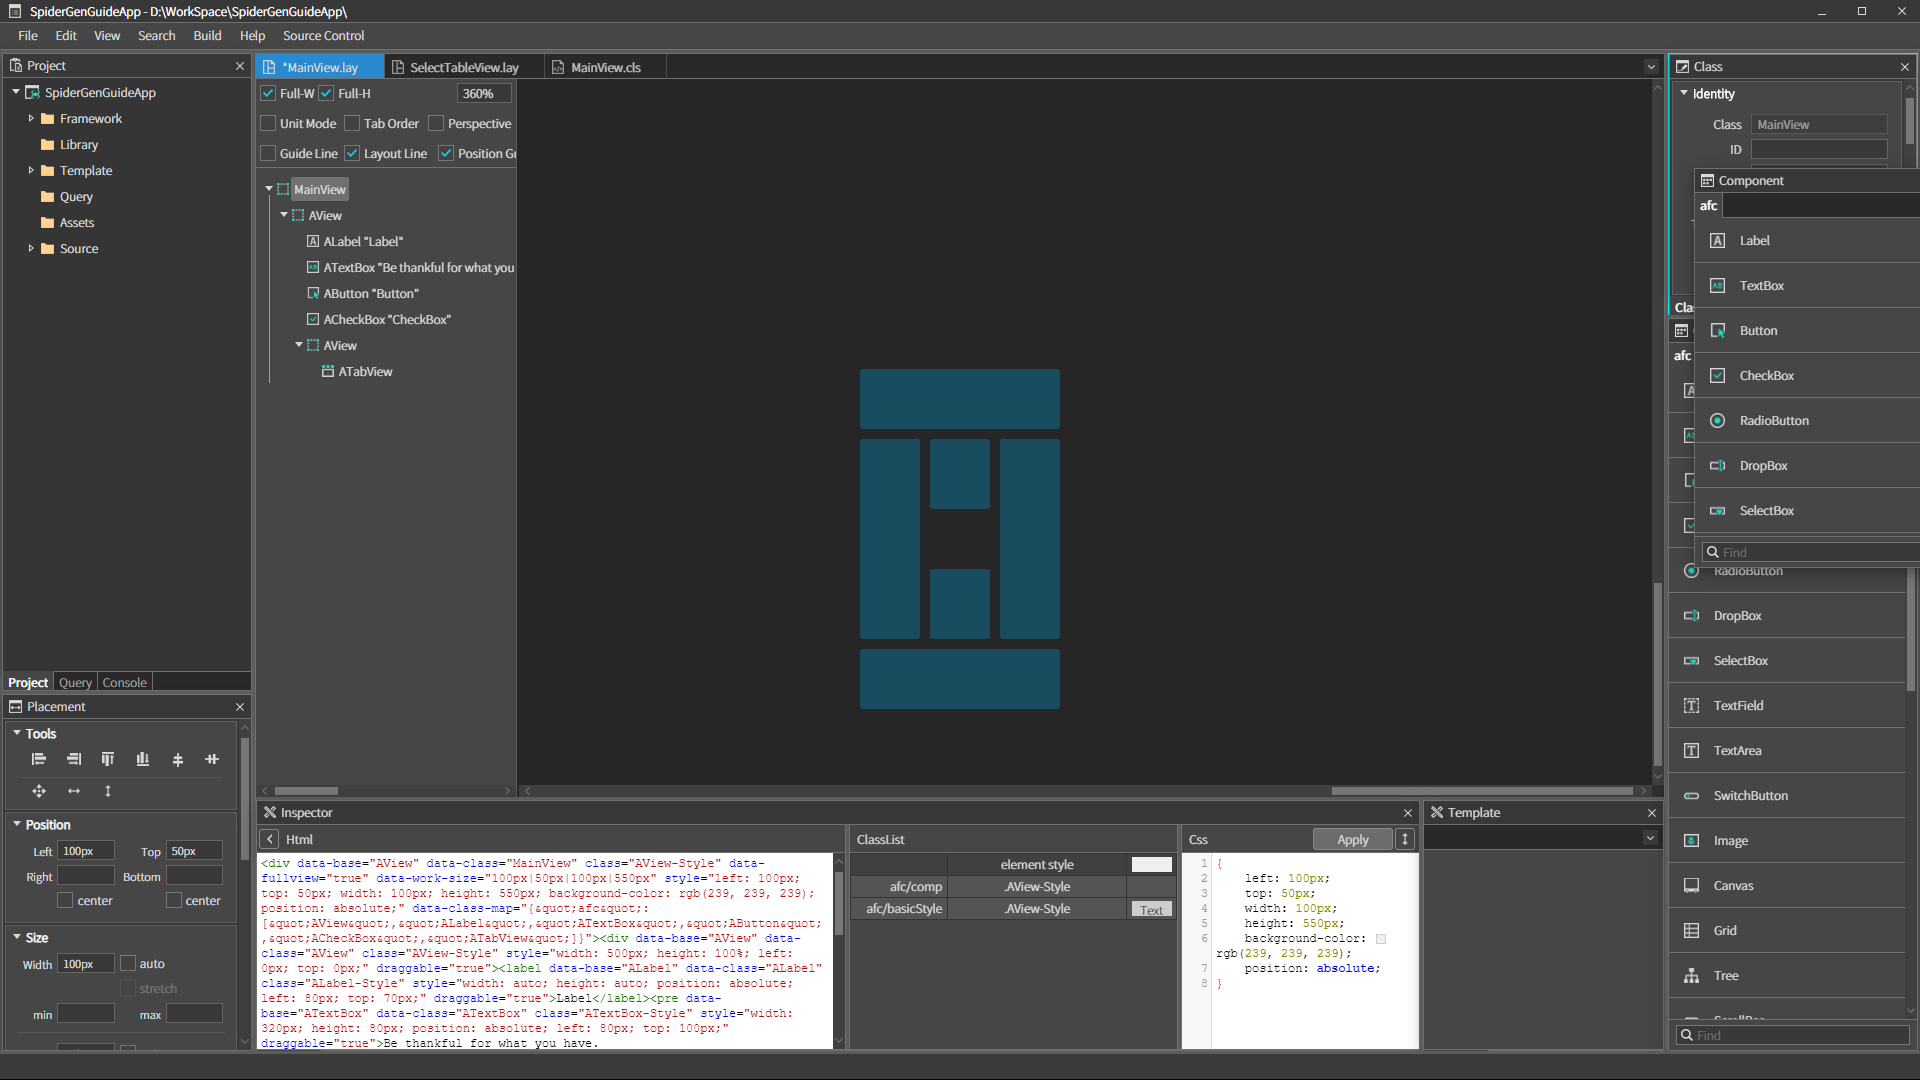 SpiderGenGuideApp - D:\WorkSpace\SpiderGenGuideApp\
File Edit View Search Build Help Source Control
Project
SpiderGenGuideApp
Framework
Library
Template
Query
Assets
Source
Project Query Console
Placement
Tools
Position
Left 100px Top 50px
Right Bottom
center center
Size
Width 100px auto
stretch
min max
*MainView.lay SelectTableView.lay MainView.cls
Full-W Full-H 360%
Unit Mode Tab Order Perspective
Guide Line Layout Line Position Gu
MainView
AView
ALabel "Label"
ATextBox "Be thankful for what you
AButton "Button"
ACheckBox "CheckBox"
AView
ATabView
Inspector
Html
<div data-base="AView" data-class="MainView" class="AView-Style" data-
fullview="true" data-work-size="100px|50px|100px|550px" style="left: 100px;
top: 50px; width: 100px; height: 550px; background-color: rgb(239, 239, 239);
position: absolute;" data-class-map="{&quot;afc&quot;:
[&quot;AView&quot;,&quot;ALabel&quot;,&quot;ATextBox&quot;,&quot;AButton&quot;
,&quot;ACheckBox&quot;,&quot;ATabView&quot;]}"><div data-base="AView" data-
class="AView" class="AView-Style" style="width: 500px; height: 100%; left:
0px; top: 0px;" draggable="true"><label data-base="ALabel" data-class="ALabel"
class="ALabel-Style" style="width: auto; height: auto; position: absolute;
left: 80px; top: 70px;" draggable="true">Label</label><pre data-
base="ATextBox" data-class="ATextBox" class="ATextBox-Style" style="width:
320px; height: 80px; position: absolute; left: 80px; top: 100px;"
draggable="true">Be thankful for what you have.
ClassList
element style
afc/comp .AView-Style
afc/basicStyle .AView-Style Text
Css Apply
1 {
2 left: 100px;
3 top: 50px;
4 width: 100px;
5 height: 550px;
6 background-color:
rgb(239, 239, 239);
7 position: absolute;
8 }
Template
Class
Identity
Class MainView
ID
Component
afc
Label
TextBox
Button
CheckBox
RadioButton
DropBox
SelectBox
Find
Cla
afc
RadioButton
DropBox
SelectBox
TextField
TextArea
SwitchButton
Image
Canvas
Grid
Tree
ScrollBar
Find